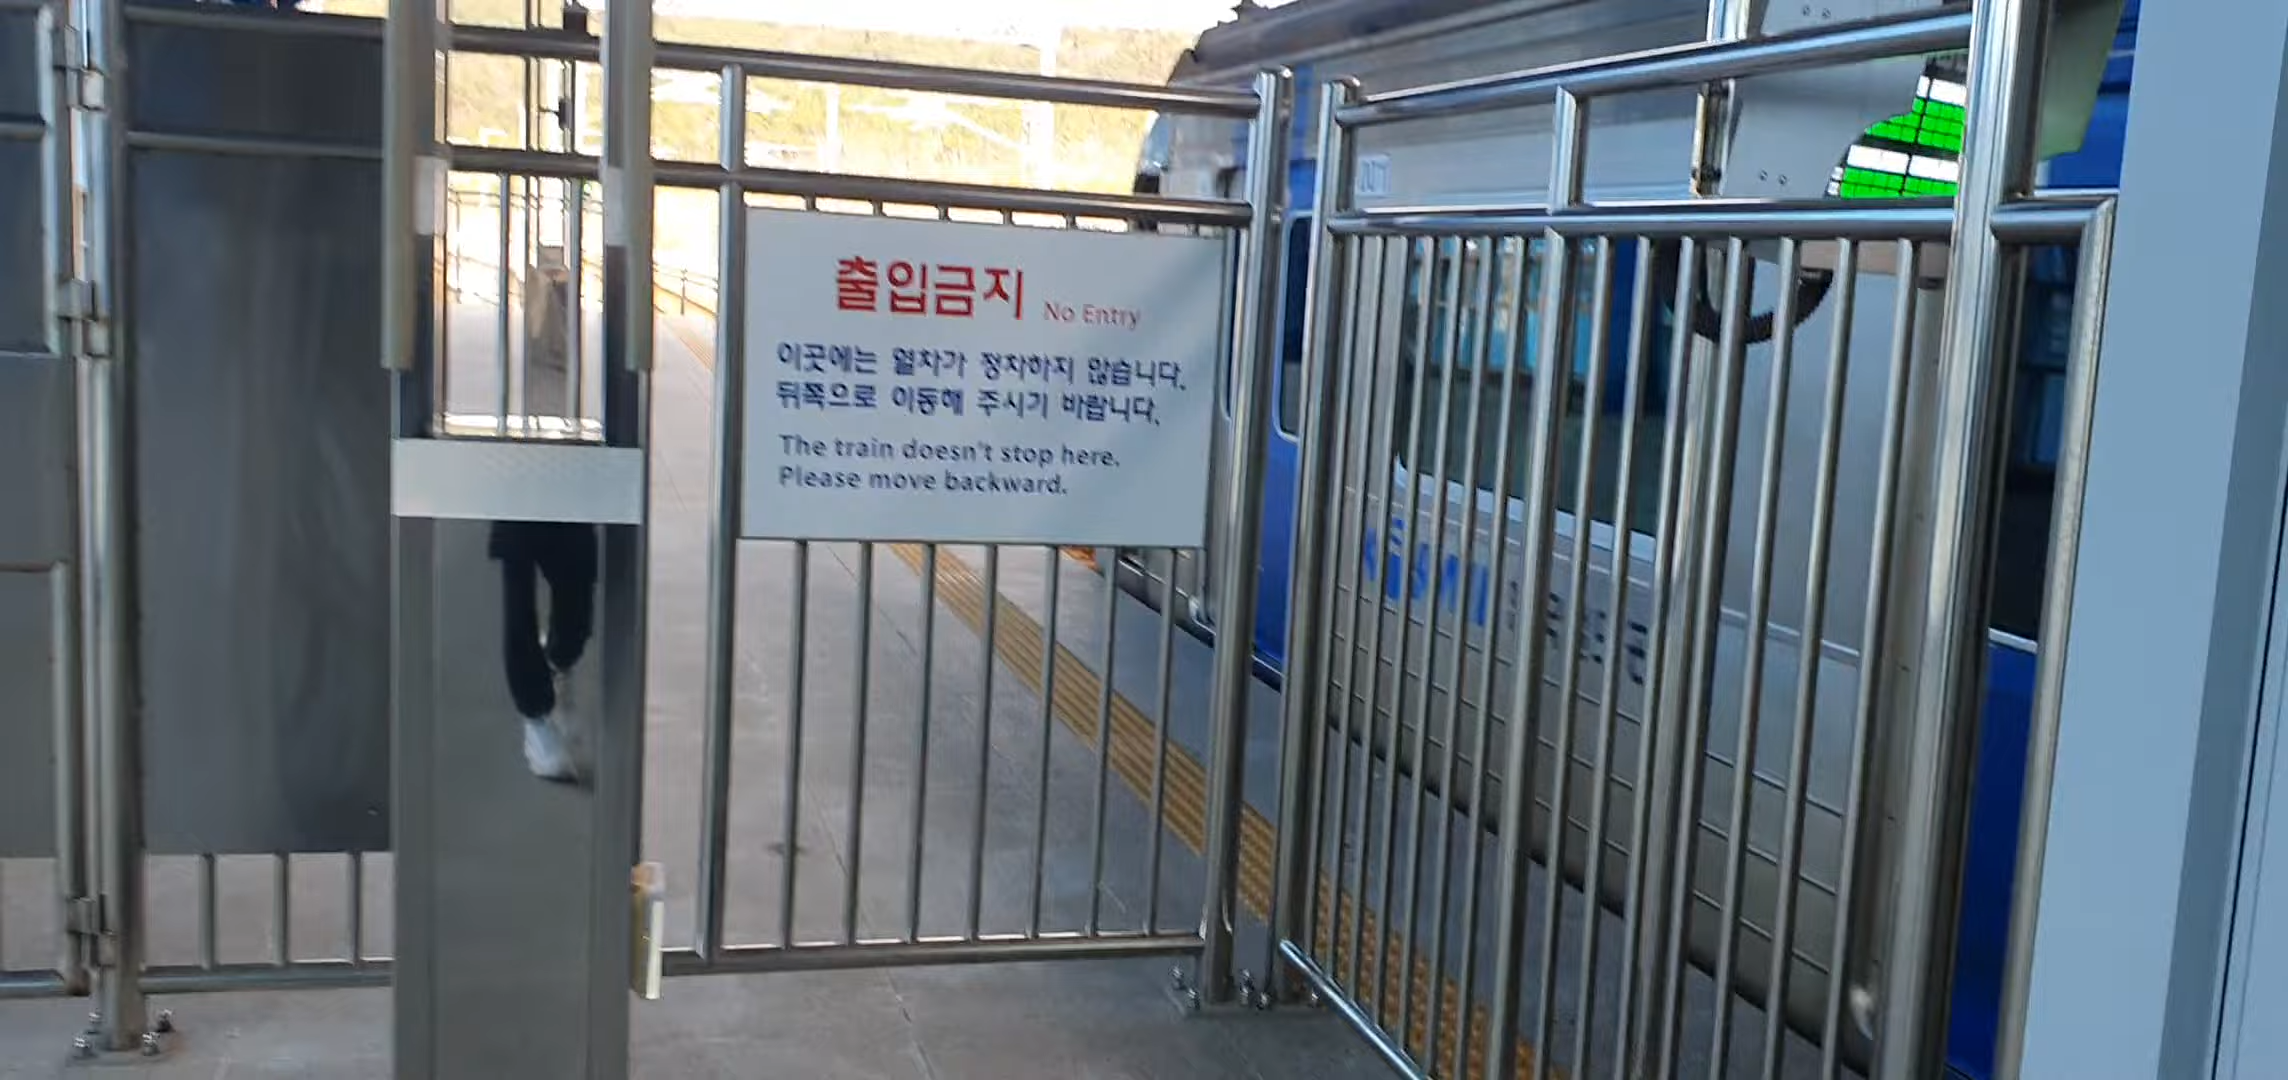 출입금지 No Entry
이곳에는 열차가 정차하지 않습니다.
뒤쪽으로 이동해 주시기 바랍니다.
The train doesn't stop here.
Please move backward.